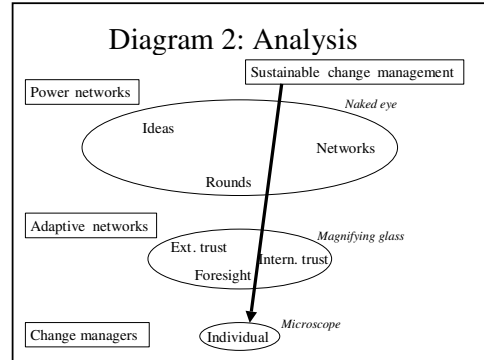 Diagram 2: Analysis
Sustainable change management
Power networks
Naked eye
Ideas
Networks
Rounds
Adaptive networks
Magnifying glass
Ext. trust
Intern. trust
Foresight
Microscope
Change managers
Individual